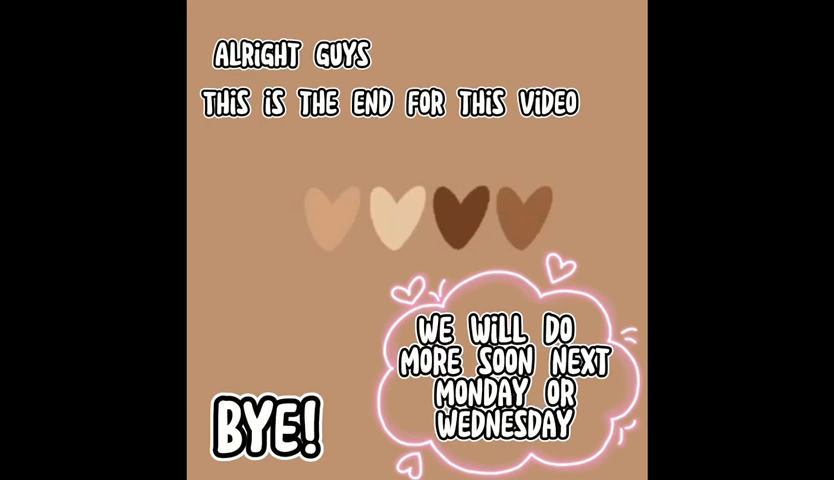 ALRiGHT GUYS
THiS iS THE END FOR THiS ViDEO
WE WiLL DO
MORE SOON NEXT
MONDAY OR
WEDNESDAY
BYE!